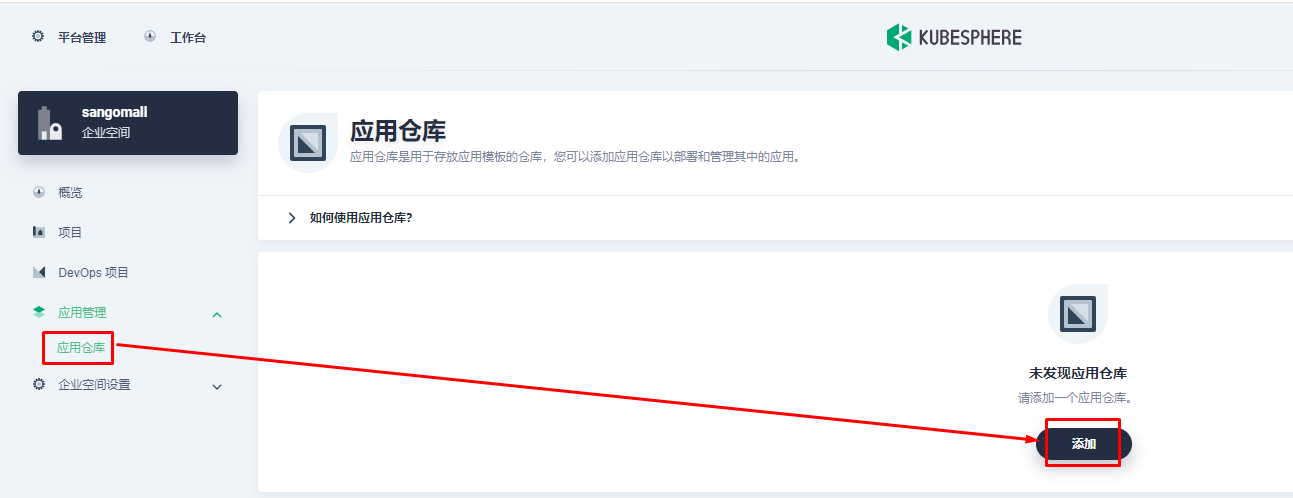 平台管理
工作台
KUBESPHERE
sangomall
企业空间
概览
项目
DevOps 项目
应用管理
应用仓库
企业空间设置
应用仓库
应用仓库是用于存放应用模板的仓库，您可以添加应用仓库以部署和管理其中的应用。
如何使用应用仓库?
未发现应用仓库
请添加一个应用仓库。
添加